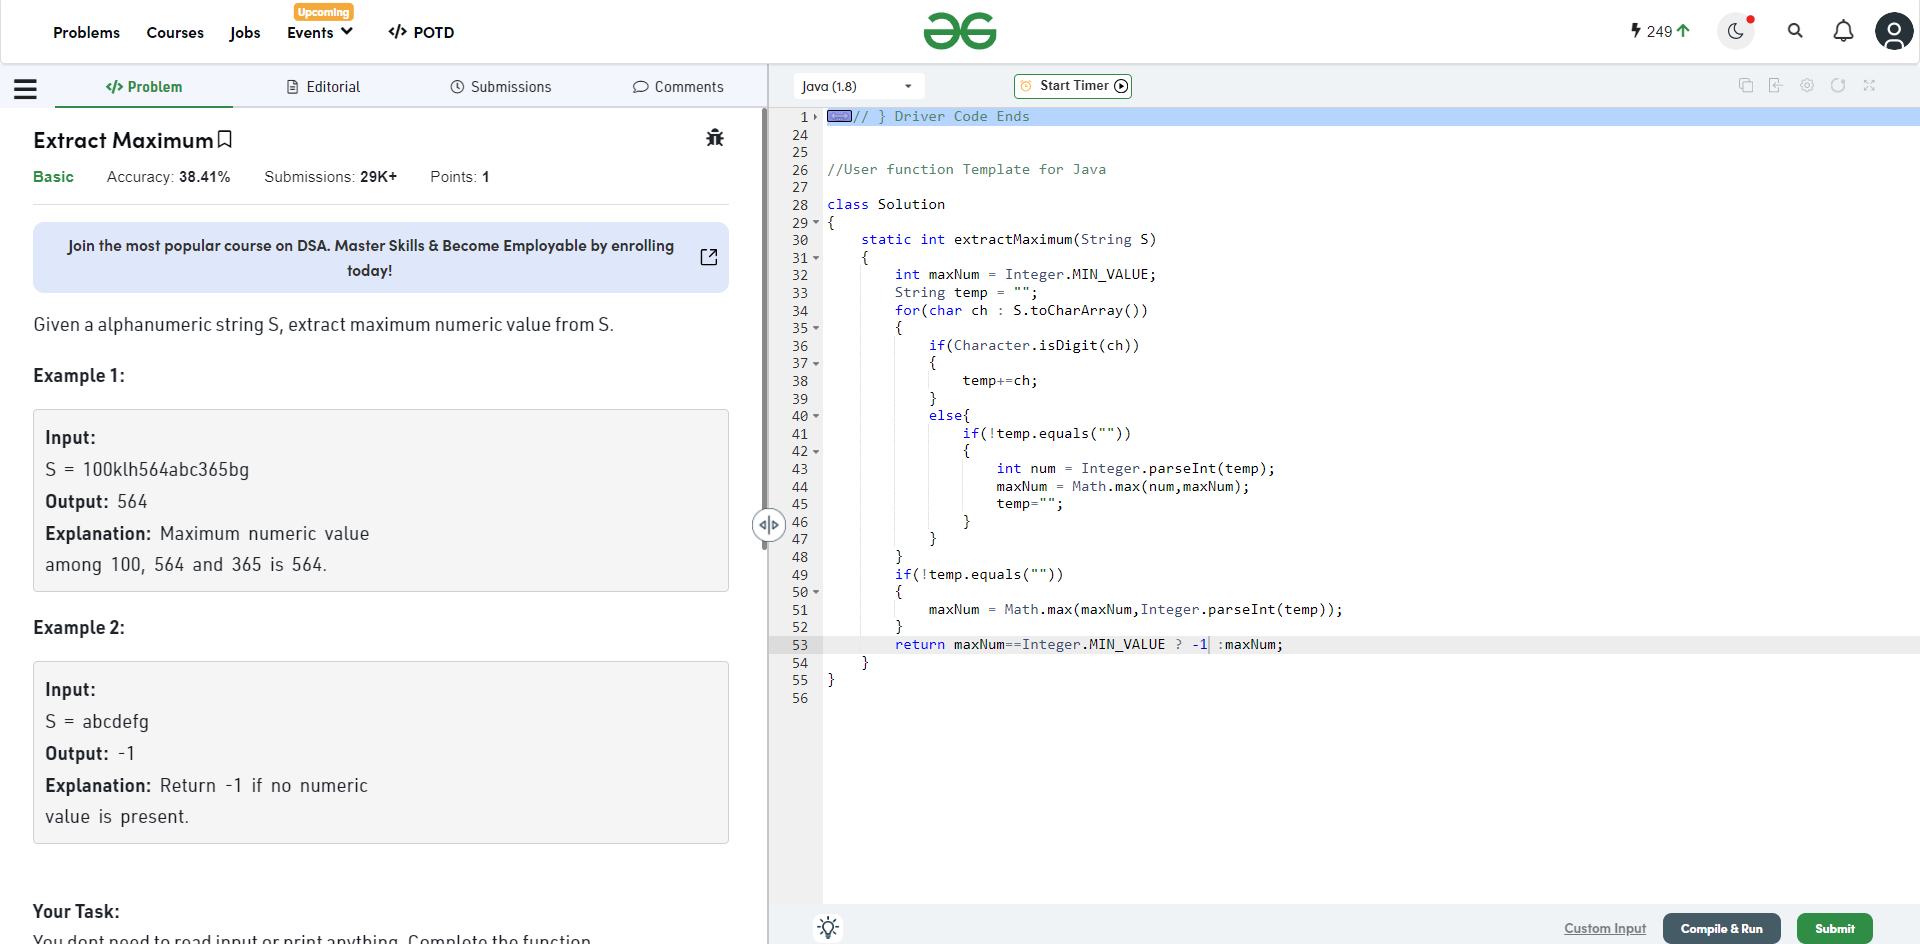 Problems Courses Jobs Events Upcoming POTD
249
Problem Editorial Submissions Comments
Extract Maximum
Basic Accuracy: 38.41% Submissions: 29K+ Points: 1
Join the most popular course on DSA. Master Skills & Become Employable by enrolling
today!
Given a alphanumeric string S, extract maximum numeric value from S.
Example 1:
Input:
S = 100klh564abc365bg
Output: 564
Explanation: Maximum numeric value
among 100, 564 and 365 is 564.
Example 2:
Input:
S = abcdefg
Output: -1
Explanation: Return -1 if no numeric
value is present.
Your Task:
You dont need to read input or print anything. Complete the function
Java (1.8) Start Timer
1 // } Driver Code Ends
24
25
26 //User function Template for Java
27
28 class Solution
29 {
30 static int extractMaximum(String S)
31 {
32 int maxNum = Integer.MIN_VALUE;
33 String temp = "";
34 for(char ch : S.toCharArray())
35 {
36 if(Character.isDigit(ch))
37 {
38 temp+=ch;
39 }
40 else{
41 if(!temp.equals(""))
42 {
43 int num = Integer.parseInt(temp);
44 maxNum = Math.max(num,maxNum);
45 temp="";
46 }
47 }
48 }
49 if(!temp.equals(""))
50 {
51 maxNum = Math.max(maxNum,Integer.parseInt(temp));
52 }
53 return maxNum==Integer.MIN_VALUE ? -1 :maxNum;
54 }
55 }
56
Custom Input Compile & Run Submit